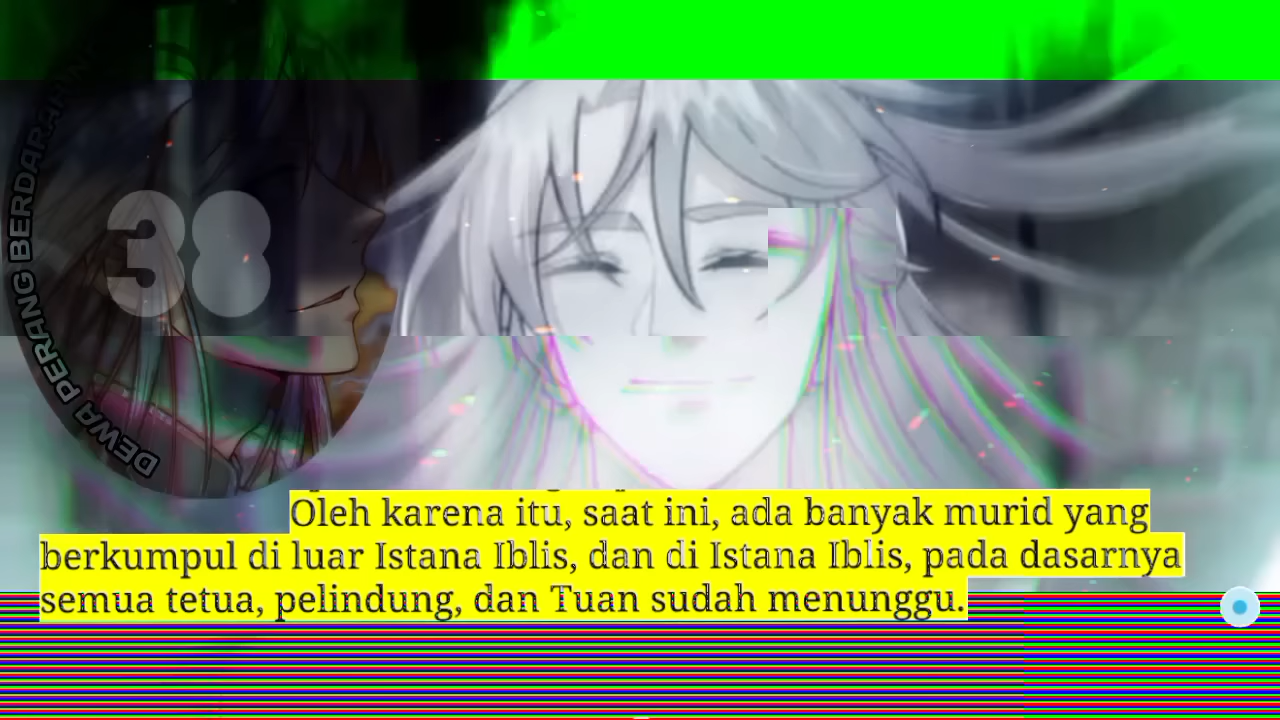 DEWA PERANG BERDARAH
38
Oleh karena itu, saat ini, ada banyak murid yang
berkumpul di luar Istana Iblis, dan di Istana Iblis, pada dasarnya
semua tetua, pelindung, dan Tuan sudah menunggu.